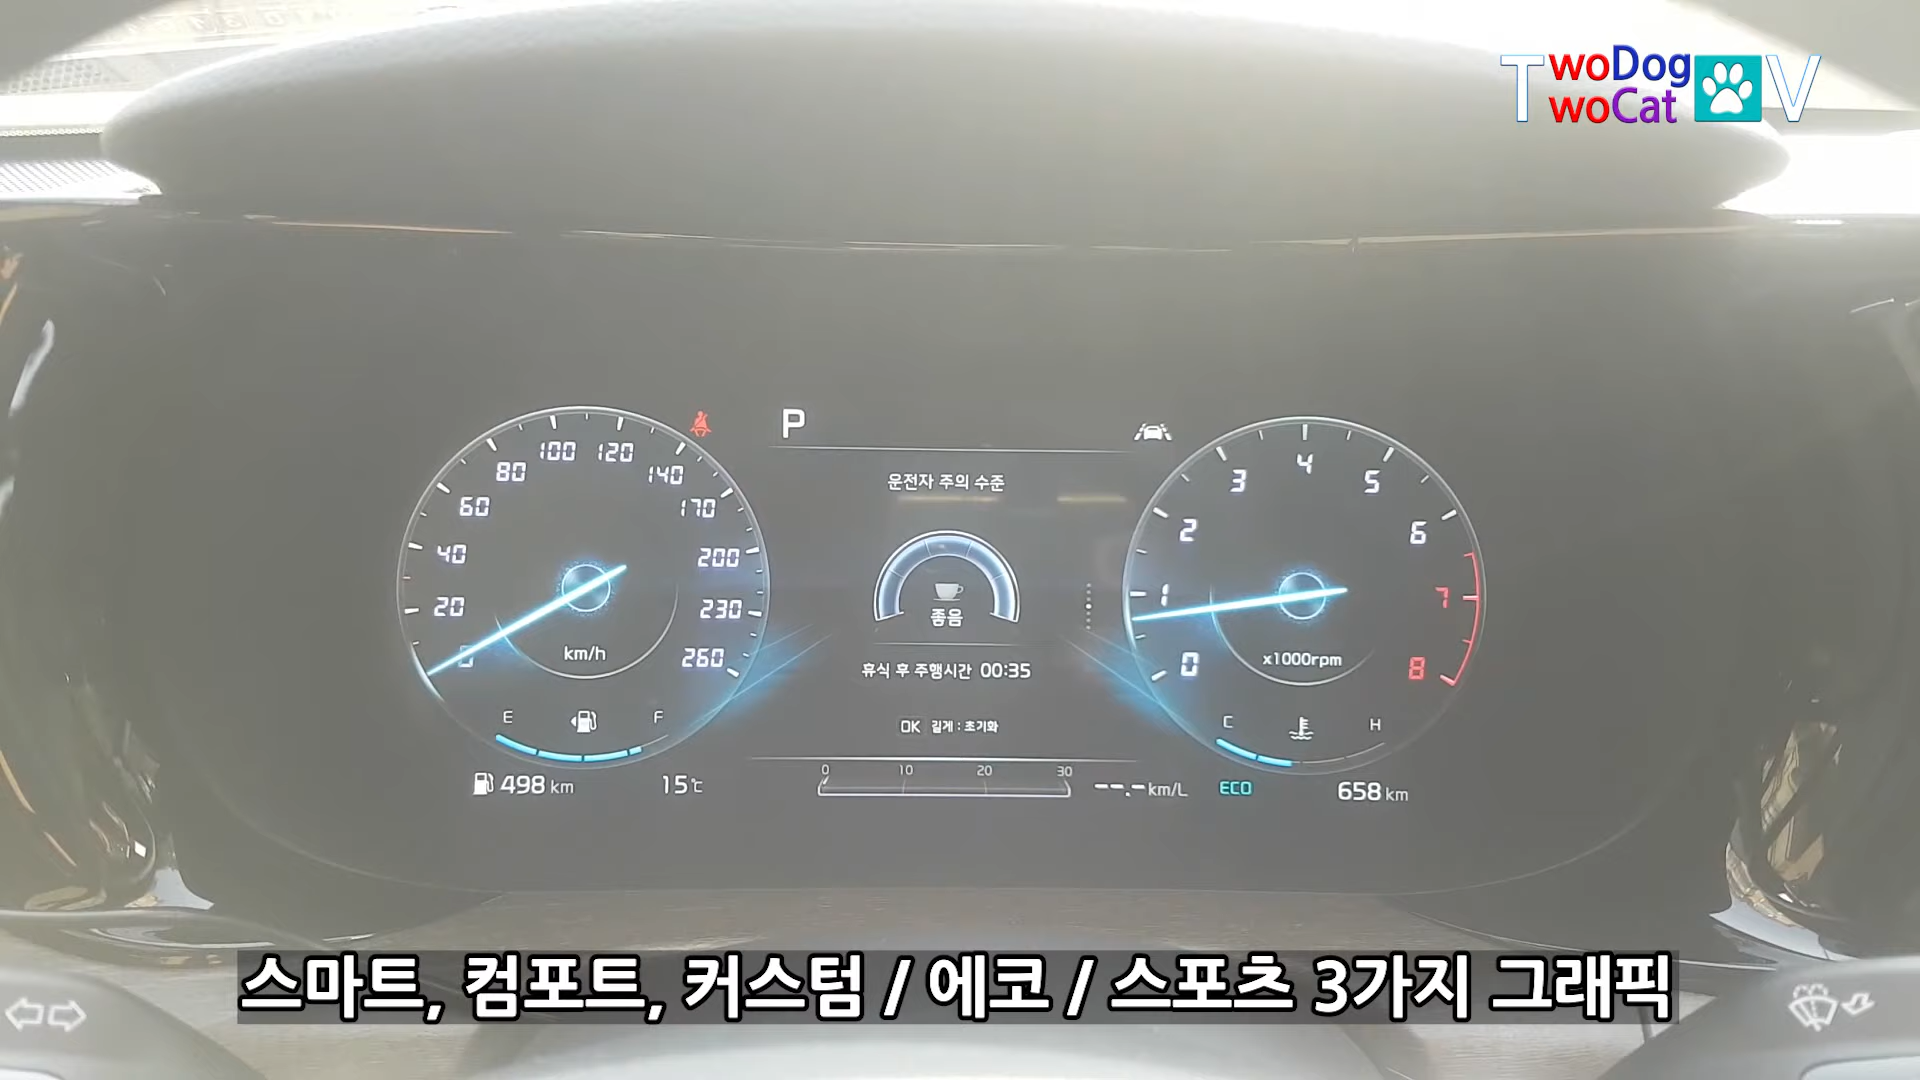 TwoDog
woCat V
P
100 120
80 140
60 170
40 200
20 230
0 260
km/h
E F
498 km 15℃
운전자 주의 수준
좋음
휴식 후 주행시간 00:35
OK 길게 : 초기화
0 10 20 30
--.- km/L
4
3 5
2 6
1 7
0 8
x1000rpm
C H
ECO 658 km
스마트, 컴포트, 커스텀 / 에코 / 스포츠 3가지 그래픽